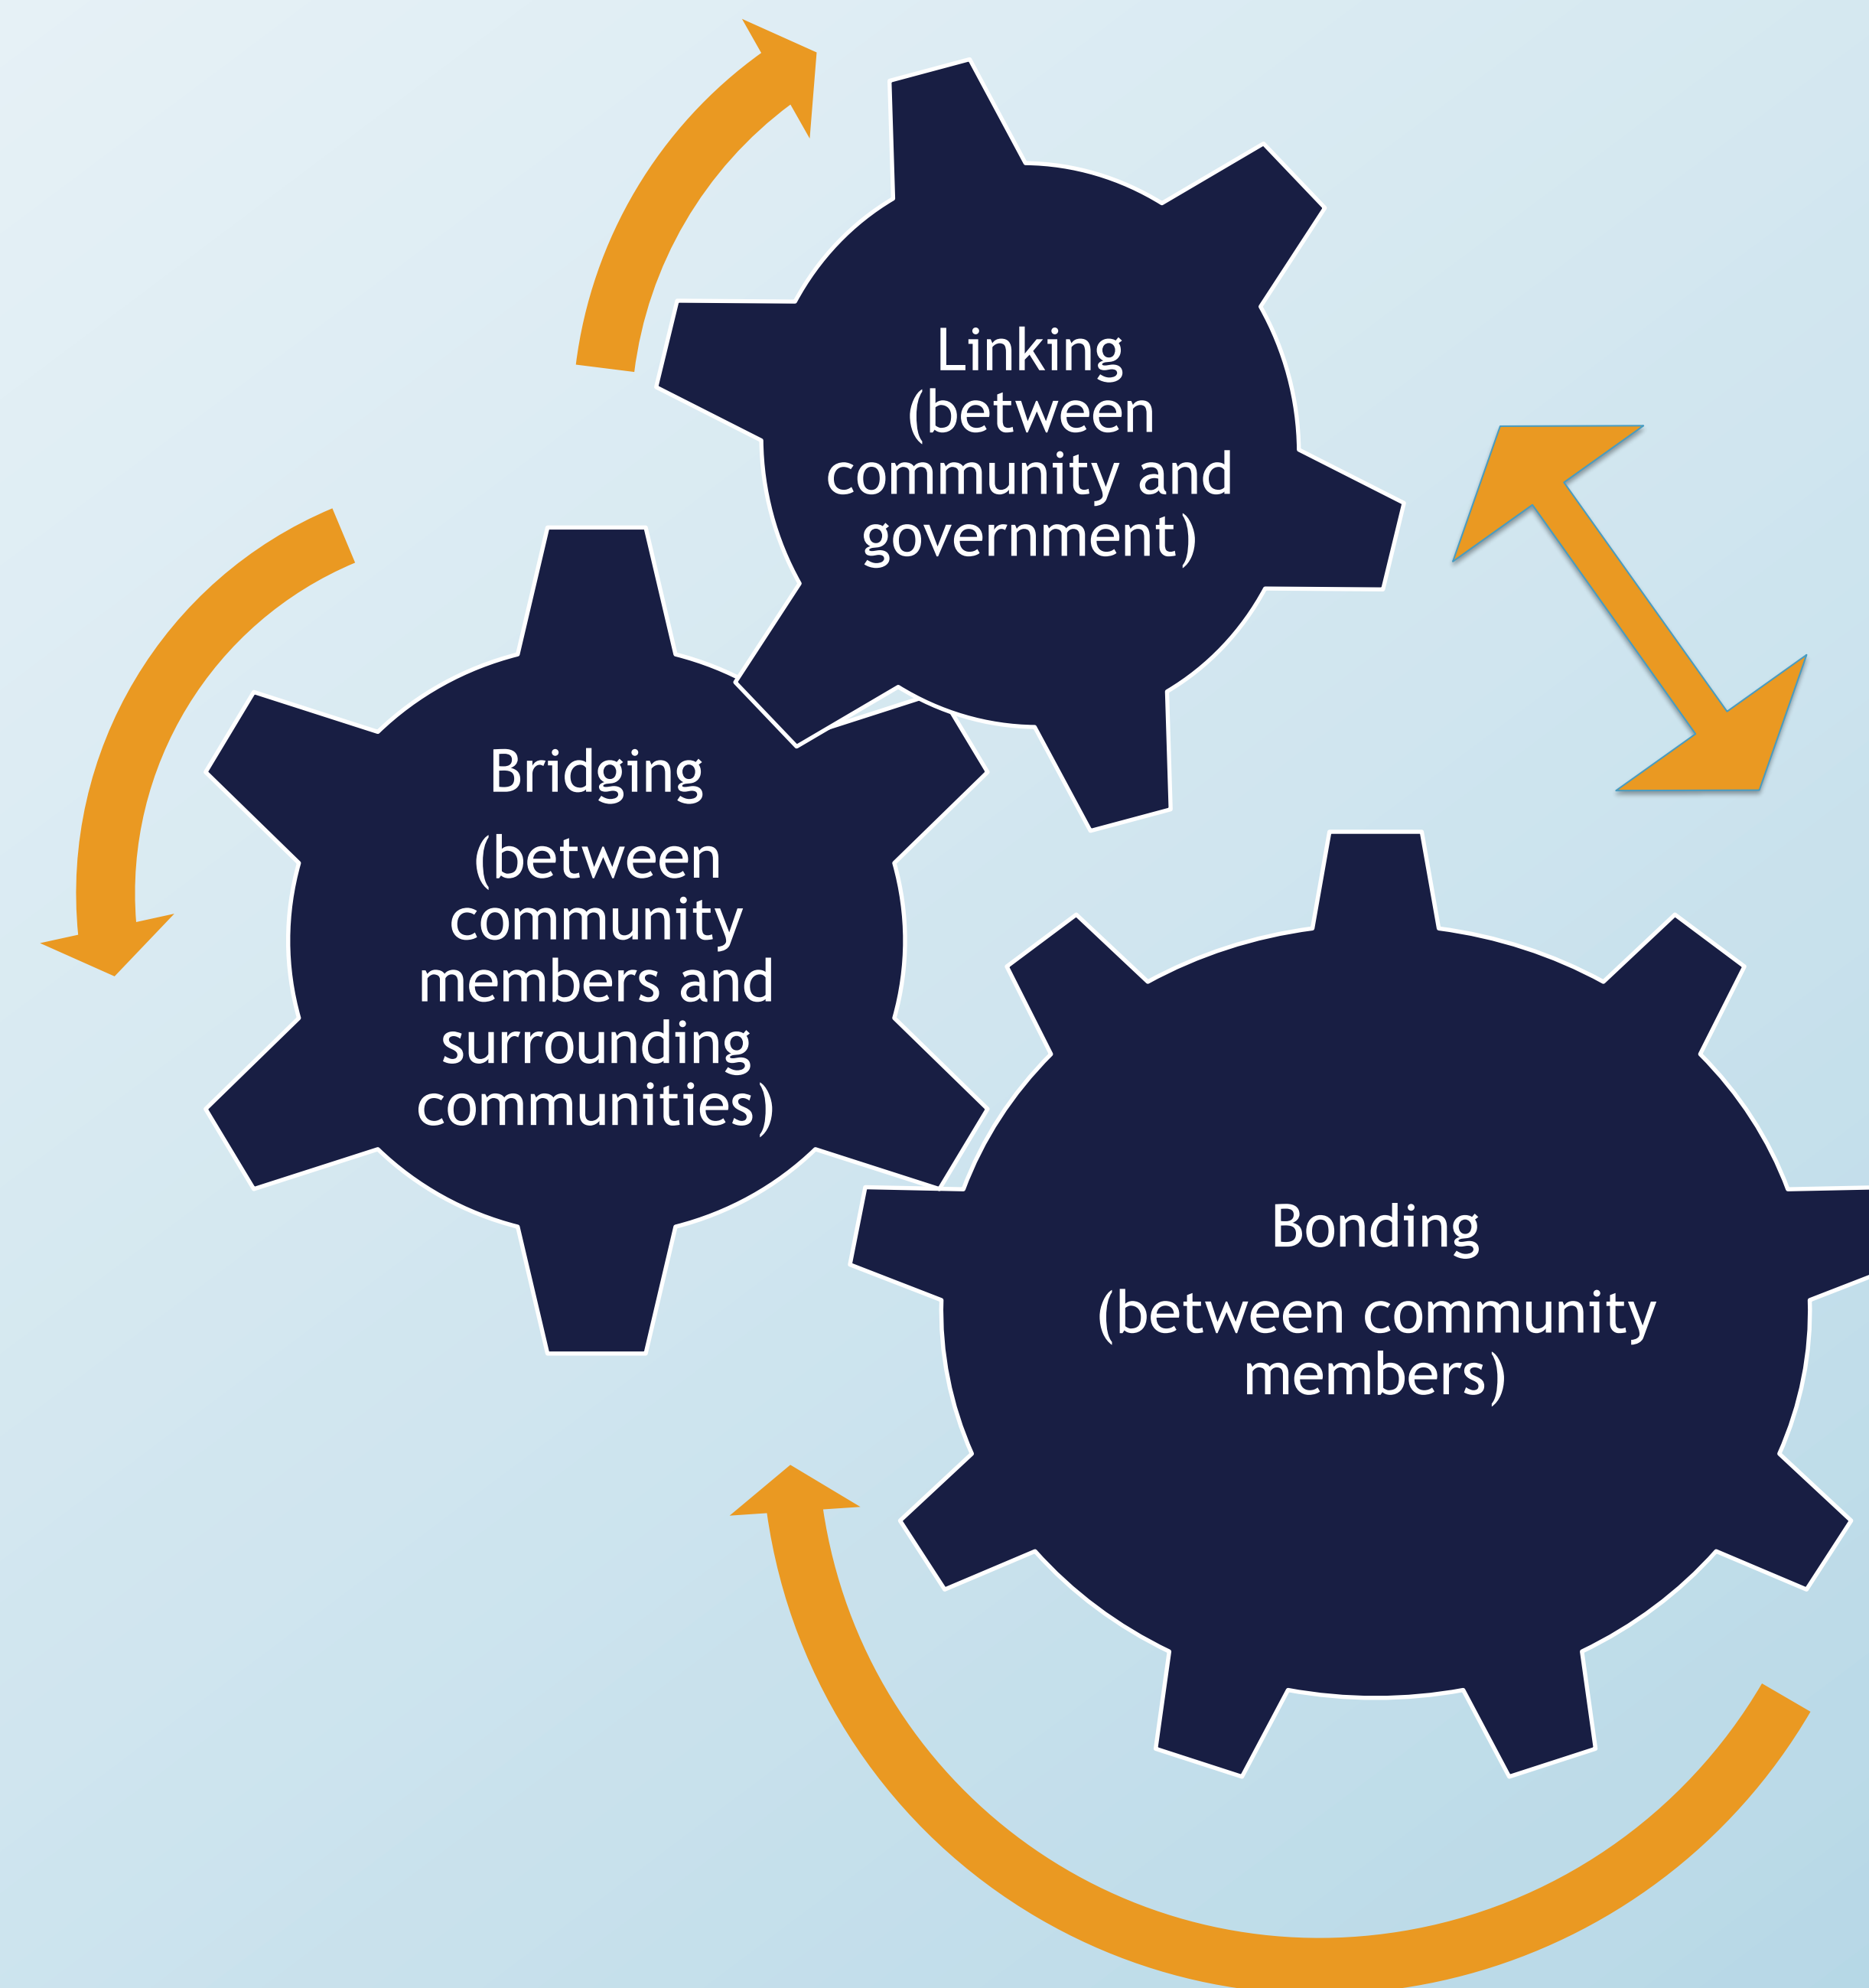 Linking
(between
community and
government)
Bridging
(between
community
members and
surrounding
communities)
Bonding
(between community
members)